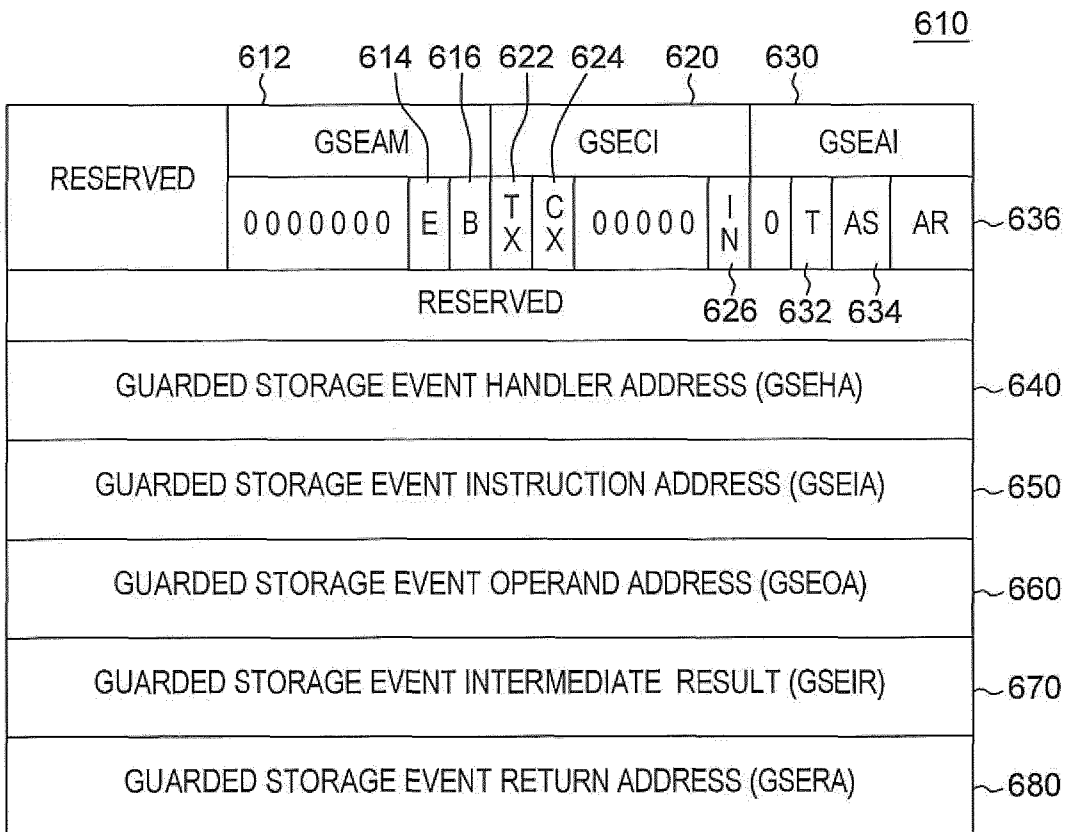 610
612 614 616 622 624 620 630
GSEAM GSECI GSEAI
RESERVED
0000000 E B TX CX 00000 IN 0 T AS AR 636
RESERVED 626 632 634
GUARDED STORAGE EVENT HANDLER ADDRESS (GSEHA) 640
GUARDED STORAGE EVENT INSTRUCTION ADDRESS (GSEIA) 650
GUARDED STORAGE EVENT OPERAND ADDRESS (GSEOA) 660
GUARDED STORAGE EVENT INTERMEDIATE RESULT (GSEIR) 670
GUARDED STORAGE EVENT RETURN ADDRESS (GSERA) 680